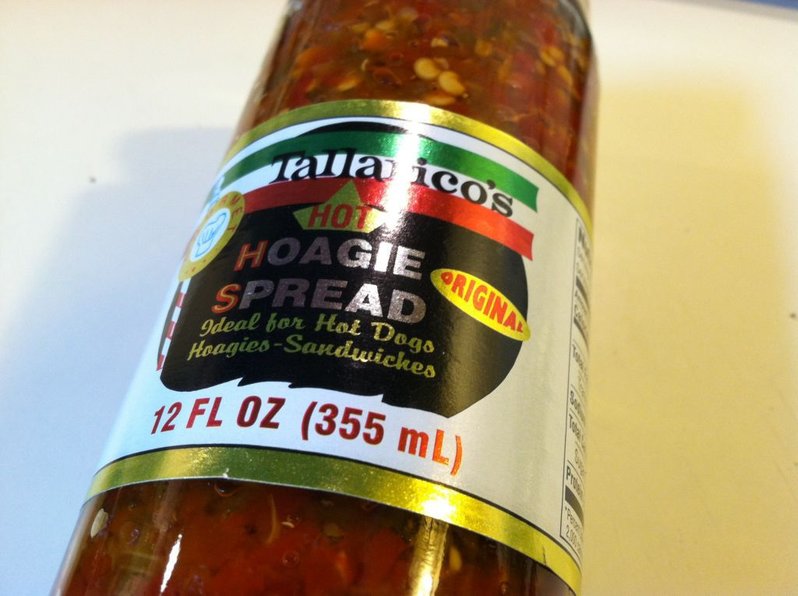 Tallarico's
HOT
HOAGIE
SPREAD
ORIGINAL
Ideal for Hot Dogs
Hoagies-Sandwiches
12 FL OZ (355 mL)